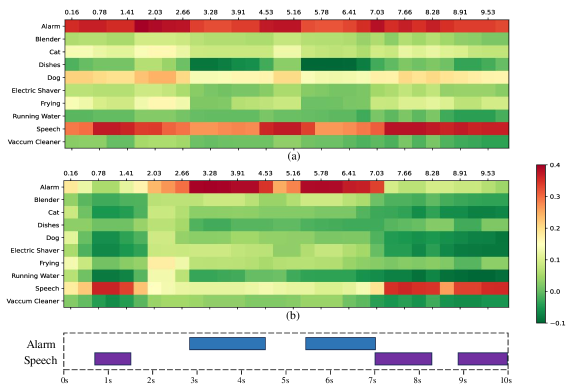 0.16 0.78 1.41 2.03 2.66 3.28 3.91 4.53 5.16 5.78 6.41 7.03 7.66 8.28 8.91 9.53
Alarm
Blender
Cat
Dishes
Dog
Electric Shaver
Frying
Running Water
Speech
Vaccum Cleaner
(a)
0.16 0.78 1.41 2.03 2.66 3.28 3.91 4.53 5.16 5.78 6.41 7.03 7.66 8.28 8.91 9.53
Alarm
Blender
Cat
Dishes
Dog
Electric Shaver
Frying
Running Water
Speech
Vaccum Cleaner
(b)
0.4
0.3
0.2
0.1
0.0
−0.1
Alarm
Speech
0s 1s 2s 3s 4s 5s 6s 7s 8s 9s 10s